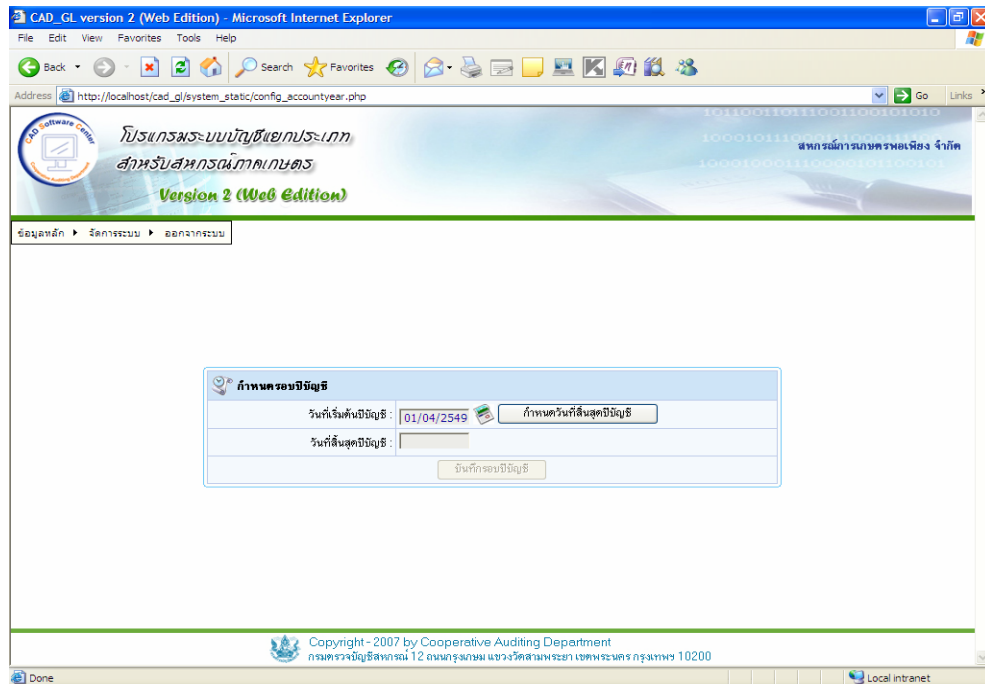 CAD_GL version 2 (Web Edition) - Microsoft Internet Explorer
File Edit View Favorites Tools Help
Back Search Favorites
Address http://localhost/cad_gl/system_static/config_accountyear.php Go Links
CAD Software Center
Cooperative Auditing Department
โปรแกรมระบบบัญชีแยกประเภท
สำหรับสหกรณ์ภาคเกษตร
Version 2 (Web Edition)
สหกรณ์การเกษตรพอเพียง จำกัด
ข้อมูลหลัก จัดการระบบ ออกจากระบบ
กำหนดรอบปีบัญชี
วันที่เริ่มต้นปีบัญชี : 01/04/2549 กำหนดวันที่สิ้นสุดปีบัญชี
วันที่สิ้นสุดปีบัญชี :
บันทึกรอบปีบัญชี
Copyright - 2007 by Cooperative Auditing Department
กรมตรวจบัญชีสหกรณ์ 12 ถนนกรุงเกษม แขวงวัดสามพระยา เขตพระนคร กรุงเทพฯ 10200
Done Local intranet